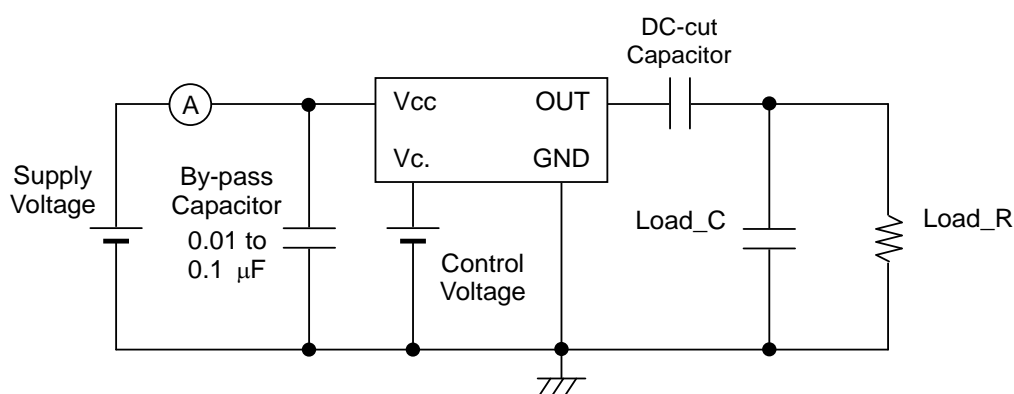 DC-cut
Capacitor
A
Vcc
OUT
Vc.
GND
Supply
Voltage
By-pass
Capacitor
0.01 to
0.1 μF
Control
Voltage
Load_C
Load_R